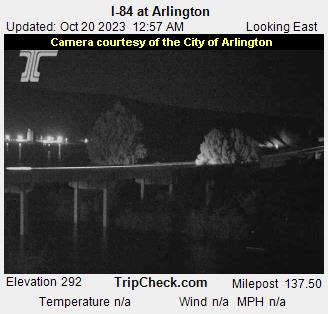 I-84 at Arlington
Updated: Oct 20 2023 12:57 AM Looking East
Camera courtesy of the City of Arlington
Elevation 292 TripCheck.com Milepost 137.50
Temperature n/a Wind n/a MPH n/a